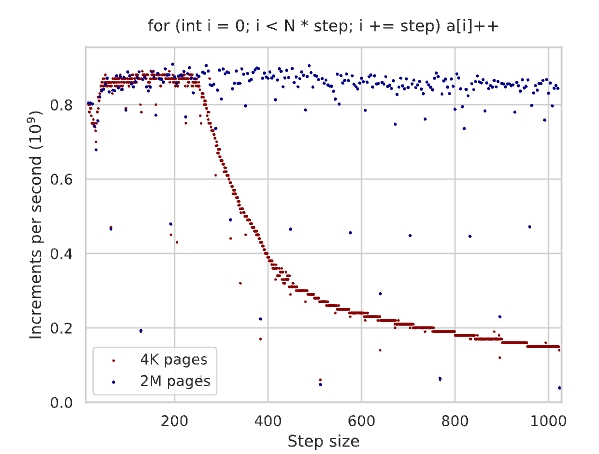 for (int i = 0; i < N * step; i += step) a[i]++
Increments per second (10⁹)
0.8
0.6
0.4
0.2
0.0
4K pages
2M pages
200
400
600
800
1000
Step size